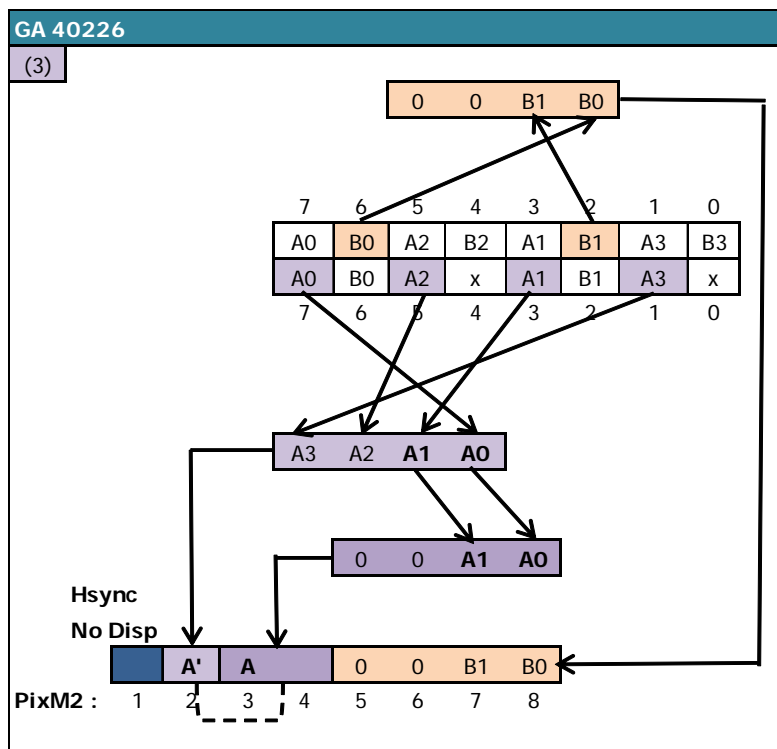 GA 40226
(3)
0 0 B1 B0
7 6 5 4 3 2 1 0
A0 B0 A2 B2 A1 B1 A3 B3
A0 B0 A2 x A1 B1 A3 x
7 6 5 4 3 2 1 0
A3 A2 A1 A0
0 0 A1 A0
Hsync
No Disp
A' A 0 0 B1 B0
PixM2 : 1 2 3 4 5 6 7 8